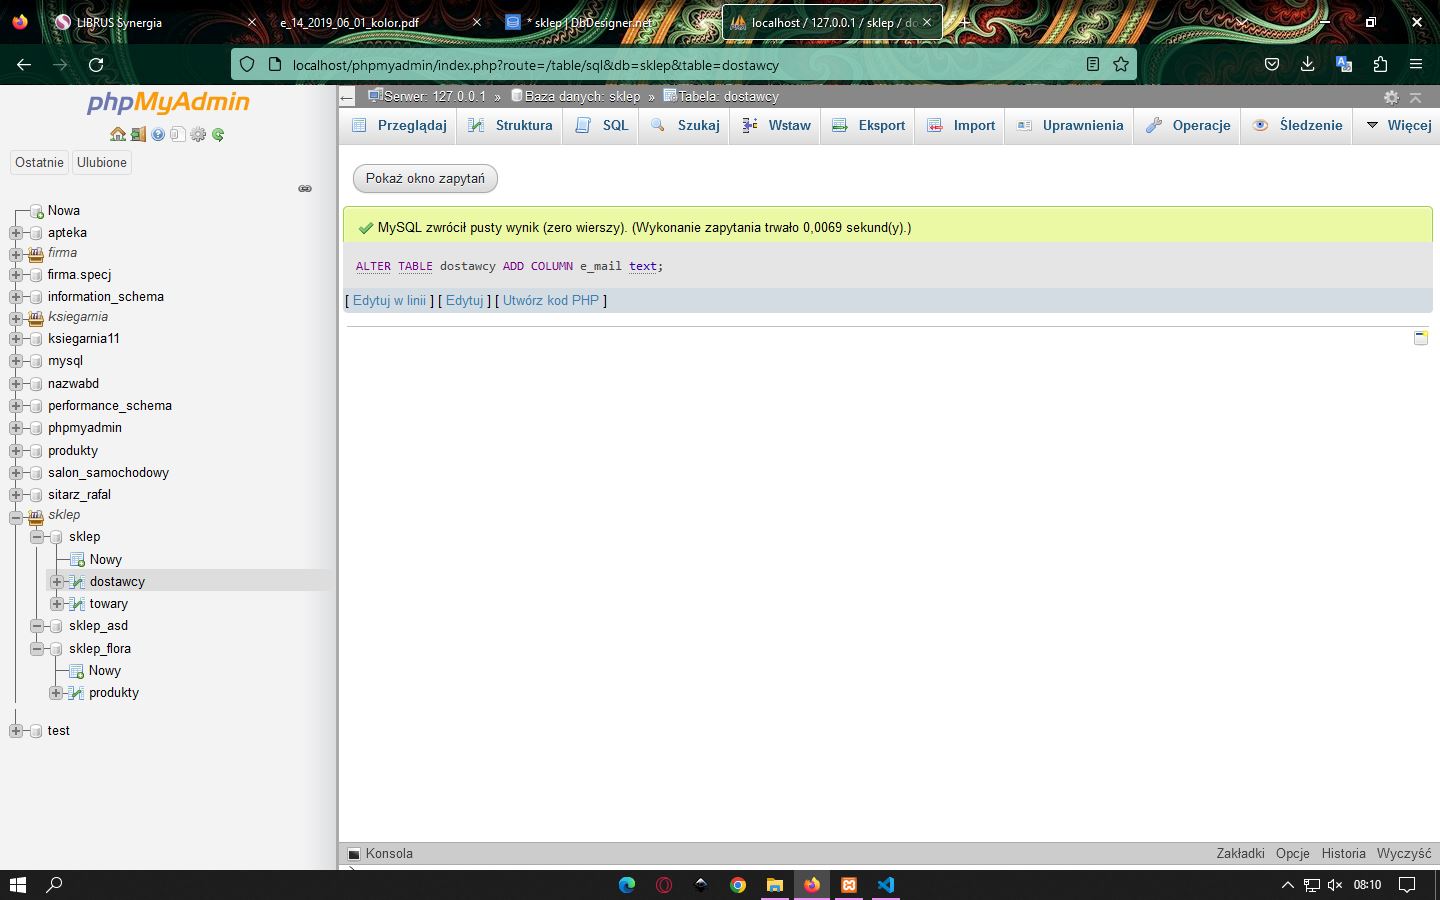 LIBRUS Synergia
e_14_2019_06_01_kolor.pdf
* sklep | DbDesigner.net
localhost / 127.0.0.1 / sklep / do
localhost/phpmyadmin/index.php?route=/table/sql&db=sklep&table=dostawcy
phpMyAdmin
Ostatnie
Ulubione
Nowa
apteka
firma
firma.specj
information_schema
ksiegarnia
ksiegarnia11
mysql
nazwabd
performance_schema
phpmyadmin
produkty
salon_samochodowy
sitarz_rafal
sklep
sklep
Nowy
dostawcy
towary
sklep_asd
sklep_flora
Nowy
produkty
test
Serwer: 127.0.0.1 » Baza danych: sklep » Tabela: dostawcy
Przeglądaj Struktura SQL Szukaj Wstaw Eksport Import Uprawnienia Operacje Śledzenie Więcej
Pokaż okno zapytań
MySQL zwrócił pusty wynik (zero wierszy). (Wykonanie zapytania trwało 0,0069 sekund(y).)
ALTER TABLE dostawcy ADD COLUMN e_mail text;
[ Edytuj w linii ] [ Edytuj ] [ Utwórz kod PHP ]
Konsola
Zakładki Opcje Historia Wyczyść
>
08:10